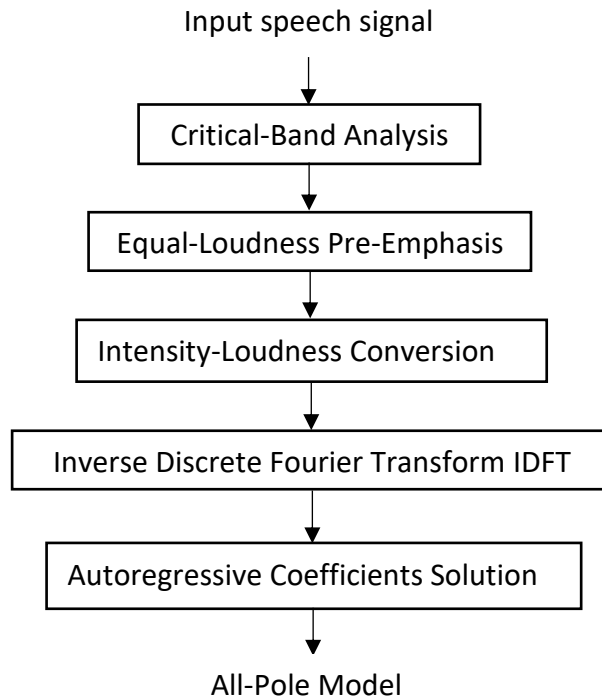 Input speech signal
Critical-Band Analysis
Equal-Loudness Pre-Emphasis
Intensity-Loudness Conversion
Inverse Discrete Fourier Transform IDFT
Autoregressive Coefficients Solution
All-Pole Model